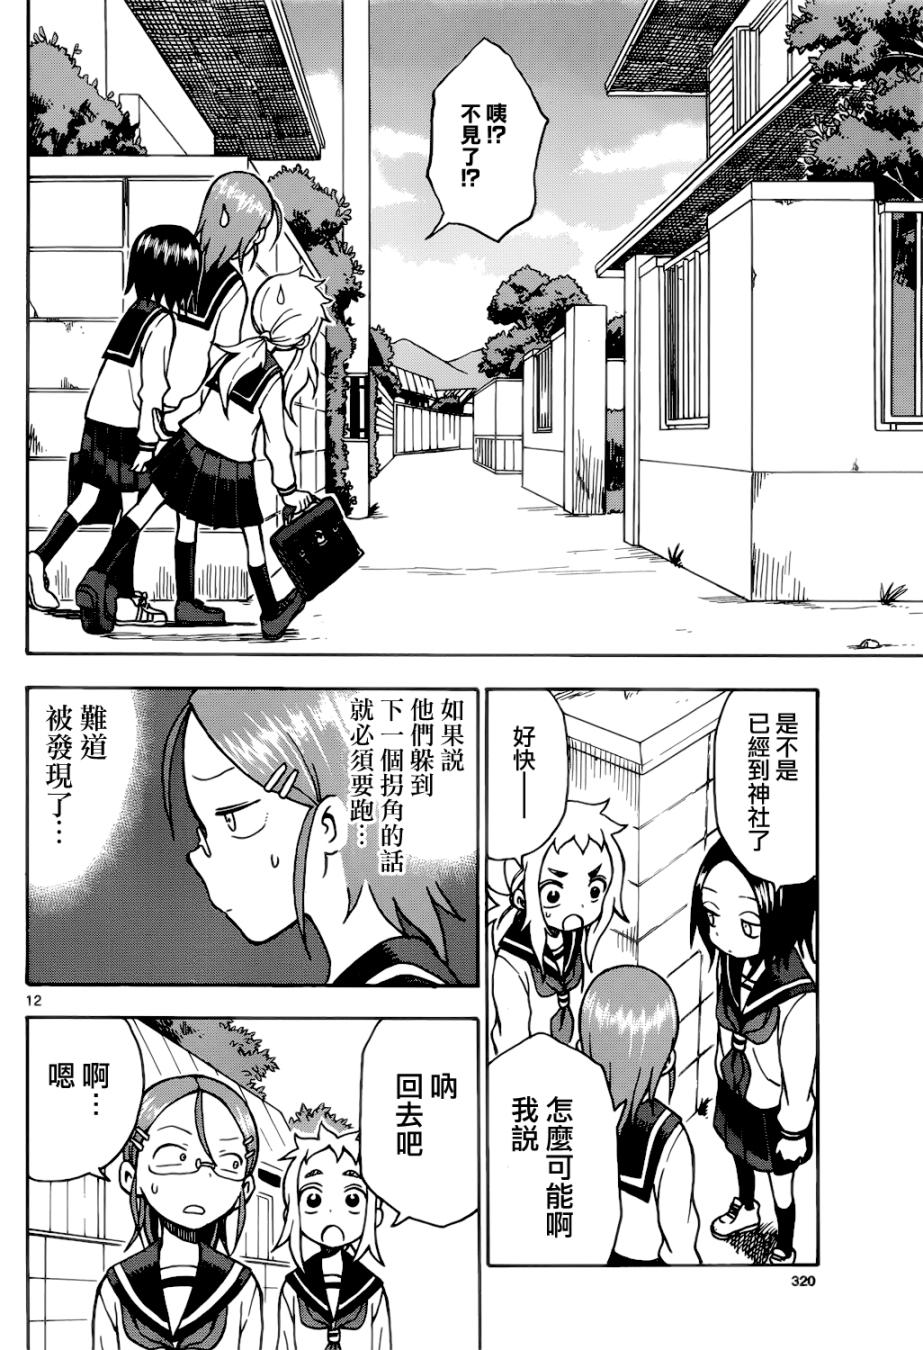 咦!?
不見了!?
是不是
已經到神社了
好快——
怎麼可能啊
我説
如果説
他們躲到
下一個拐角的話
就必須要跑…
難道
被發現了…
12
吶
回去吧
啊…
嗯
320